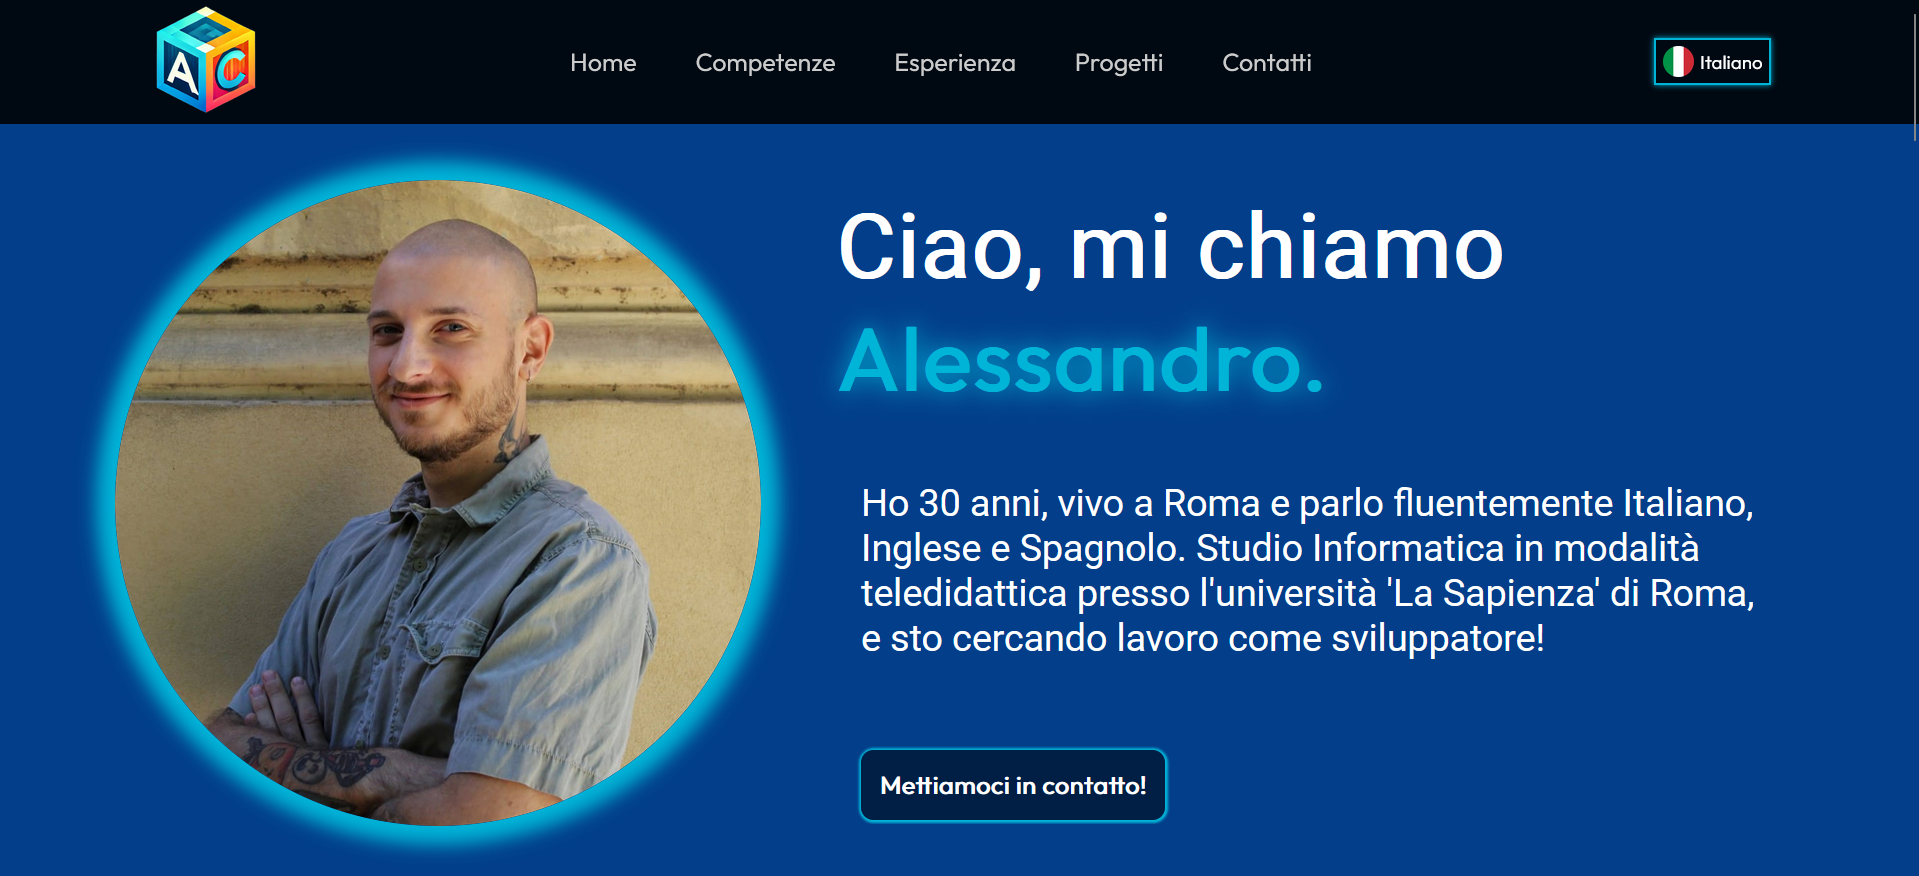 AC
Home Competenze Esperienza Progetti Contatti Italiano
Ciao, mi chiamo
Alessandro.
Ho 30 anni, vivo a Roma e parlo fluentemente Italiano,
Inglese e Spagnolo. Studio Informatica in modalità
teledidattica presso l'università 'La Sapienza' di Roma,
e sto cercando lavoro come sviluppatore!
Mettiamoci in contatto!